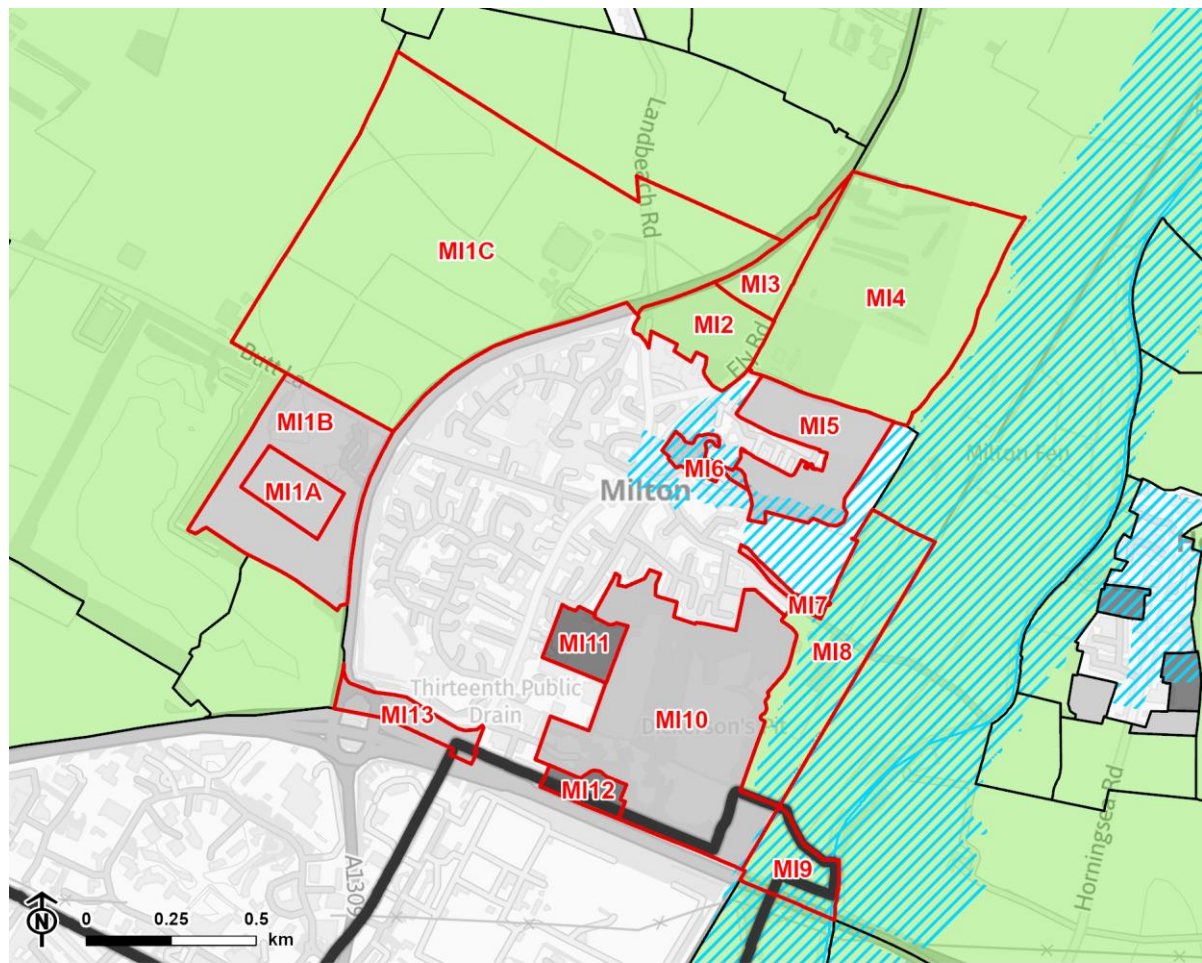 Landbeach Rd
MI1C
MI3
MI4
MI2
Ely Rd
Butt La
MI1B
MI5
MI1A
MI6
Milton Fen
Milton
MI7
MI11
MI8
Thirteenth Public
Drain
MI13
MI10
MI12
MI9
A1309
Horningsea Rd
N
0 0.25 0.5
km